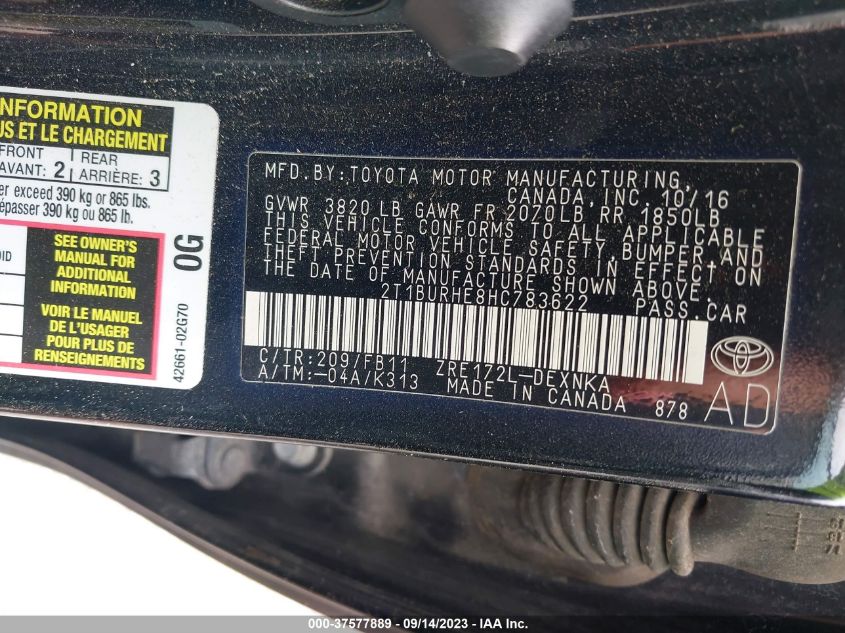 INFORMATION
US ET LE CHARGEMENT
FRONT REAR
AVANT: 2 ARRIÈRE: 3
er exceed 390 kg or 865 lbs.
épasser 390 kg ou 865 lb.
SEE OWNER'S
MANUAL FOR
ADDITIONAL
INFORMATION
VOIR LE MANUEL
DE L'USAGER
POUR PLUS DE
RENSEIGNEMENTS
0G
42661-02G70
MFD. BY: TOYOTA MOTOR MANUFACTURING,
CANADA, INC. 10/16
GVWR 3820 LB GAWR FR 2070LB RR 1850LB
THIS VEHICLE CONFORMS TO ALL APPLICABLE
FEDERAL MOTOR VEHICLE SAFETY, BUMPER, AND
THEFT PREVENTION STANDARDS IN EFFECT ON
THE DATE OF MANUFACTURE SHOWN ABOVE.
2T1BURHE8HC783622 PASS.CAR
C/TR:209/FB11 ZRE172L-DEXNKA
A/TM:-04A/K313 MADE IN CANADA 878
AD
000-37577889 - 09/14/2023 - IAA Inc.